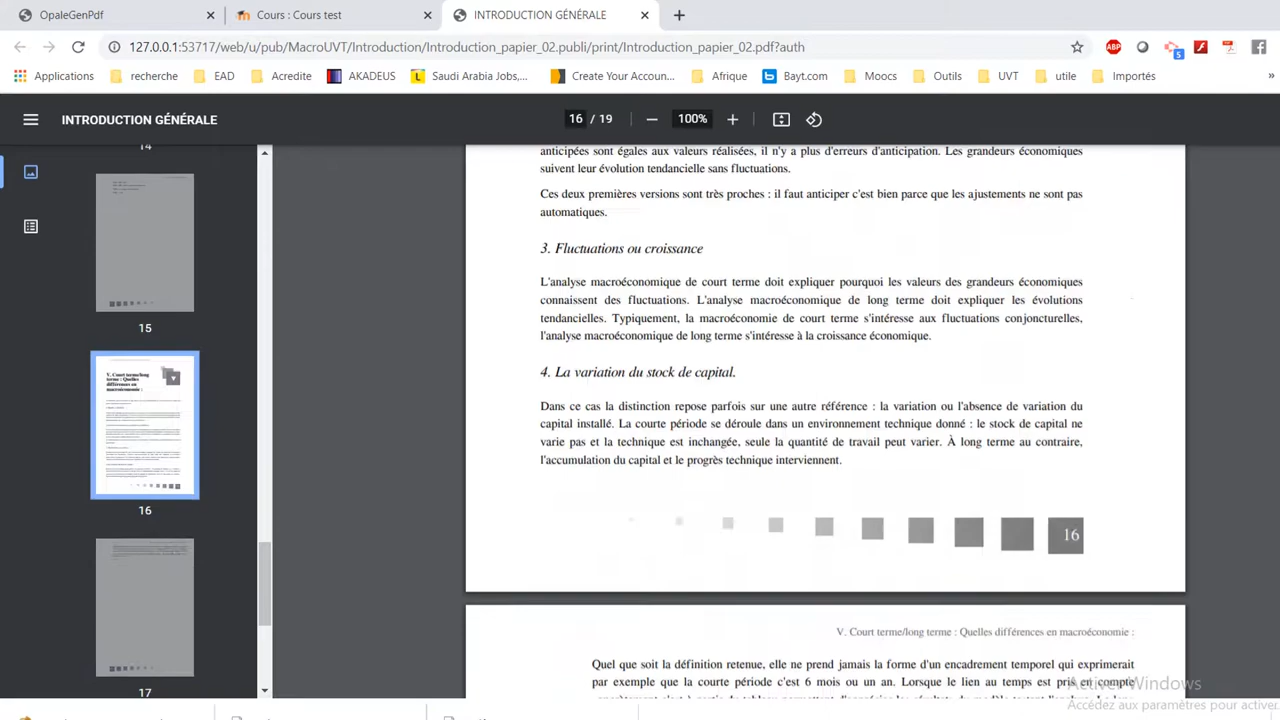 OpaleGenPdf
Cours : Cours test
INTRODUCTION GÉNÉRALE
127.0.0.1:53717/web/u/pub/MacroUVT/Introduction/Introduction_papier_02.publi/print/Introduction_papier_02.pdf?auth
ABP
5
Applications
recherche
EAD
Acredite
AKADEUS
Saudi Arabia Jobs,...
Create Your Accoun...
Afrique
Bayt.com
Moocs
Outils
UVT
utile
Importés
»
INTRODUCTION GÉNÉRALE
16 / 19
100%
14
15
V. Court terme/long
terme : Quelles
différences en
macroéconomie :
16
17
anticipées sont égales aux valeurs réalisées, il n'y a plus d'erreurs d'anticipation. Les grandeurs économiques
suivent leur évolution tendancielle sans fluctuations.
Ces deux premières versions sont très proches : il faut anticiper c'est bien parce que les ajustements ne sont pas
automatiques.
3. Fluctuations ou croissance
L'analyse macroéconomique de court terme doit expliquer pourquoi les valeurs des grandeurs économiques
connaissent des fluctuations. L'analyse macroéconomique de long terme doit expliquer les évolutions
tendancielles. Typiquement, la macroéconomie de court terme s'intéresse aux fluctuations conjoncturelles,
l'analyse macroéconomique de long terme s'intéresse à la croissance économique.
4. La variation du stock de capital.
Dans ce cas la distinction repose parfois sur une autre référence : la variation ou l'absence de variation du
capital installé. La courte période se déroule dans un environnement technique donné : le stock de capital ne
varie pas et la technique est inchangée, seule la quantité de travail peut varier. À long terme au contraire,
l'accumulation du capital et le progrès technique interviennent.
16
V. Court terme/long terme : Quelles différences en macroéconomie :
Quel que soit la définition retenue, elle ne prend jamais la forme d'un encadrement temporel qui exprimerait
par exemple que la courte période c'est 6 mois ou un an. Lorsque le lien au temps est pris en compte
Activer Windows
Accédez aux paramètres pour activer